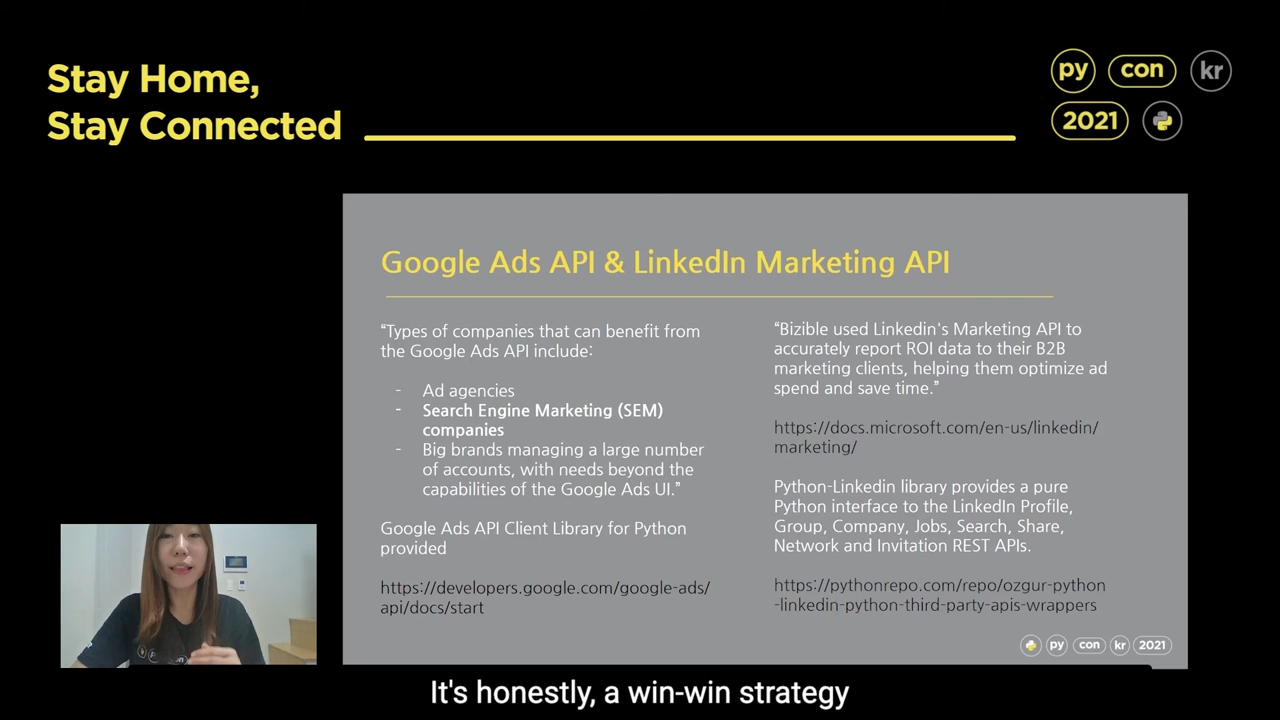 Stay Home,
Stay Connected
py con kr
2021
Google Ads API & LinkedIn Marketing API
“Types of companies that can benefit from
the Google Ads API include:
- Ad agencies
- Search Engine Marketing (SEM)
companies
- Big brands managing a large number
of accounts, with needs beyond the
capabilities of the Google Ads UI.”
Google Ads API Client Library for Python
provided
https://developers.google.com/google-ads/
api/docs/start
“Bizible used Linkedin's Marketing API to
accurately report ROI data to their B2B
marketing clients, helping them optimize ad
spend and save time.”
https://docs.microsoft.com/en-us/linkedin/
marketing/
Python-Linkedin library provides a pure
Python interface to the LinkedIn Profile,
Group, Company, Jobs, Search, Share,
Network and Invitation REST APIs.
https://pythonrepo.com/repo/ozgur-python
-linkedin-python-third-party-apis-wrappers
py con kr 2021
It's honestly, a win-win strategy